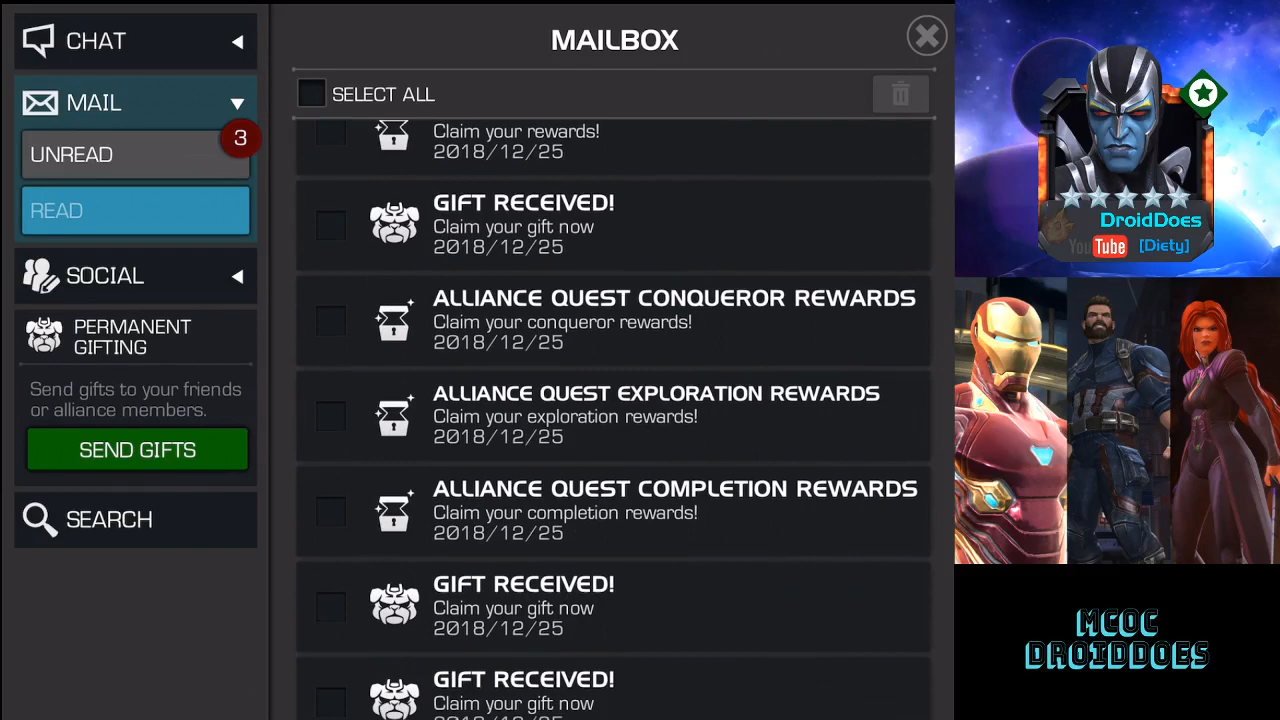 CHAT
MAIL
3
UNREAD
READ
SOCIAL
PERMANENT
GIFTING
Send gifts to your friends
or alliance members.
SEND GIFTS
SEARCH
MAILBOX
SELECT ALL
Claim your rewards!
2018/12/25
GIFT RECEIVED!
Claim your gift now
2018/12/25
ALLIANCE QUEST CONQUEROR REWARDS
Claim your conqueror rewards!
2018/12/25
ALLIANCE QUEST EXPLORATION REWARDS
Claim your exploration rewards!
2018/12/25
ALLIANCE QUEST COMPLETION REWARDS
Claim your completion rewards!
2018/12/25
GIFT RECEIVED!
Claim your gift now
2018/12/25
GIFT RECEIVED!
Claim your gift now
DroidDoes
YouTube [Diety]
MCOC
DROIDDOES